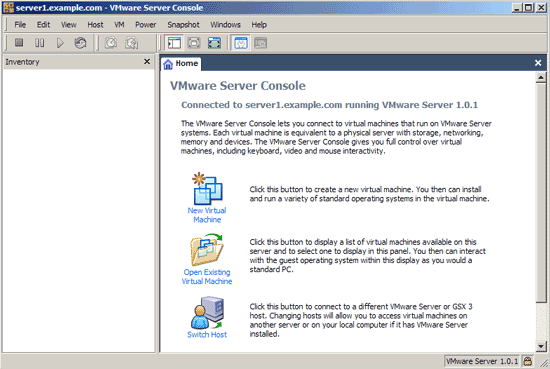 server1.example.com - VMware Server Console
File Edit View Host VM Power Snapshot Windows Help
Inventory
Home
VMware Server Console
Connected to server1.example.com running VMware Server 1.0.1
The VMware Server Console lets you connect to virtual machines that run on VMware Server
systems. Each virtual machine is equivalent to a physical server with storage, networking,
memory and devices. The VMware Server Console gives you full control over virtual
machines, including keyboard, video and mouse interactivity.
New Virtual
Machine
Click this button to create a new virtual machine. You then can install
and run a variety of standard operating systems in the virtual machine.
Open Existing
Virtual Machine
Click this button to display a list of virtual machines available on this
server and to select one to display in this panel. You then can interact
with the guest operating system within this display as you would a
standard PC.
Switch Host
Click this button to connect to a different VMware Server or GSX 3
host. Changing hosts will allow you to access virtual machines on
another server or on your local computer if it has VMware Server
installed.
VMware Server 1.0.1